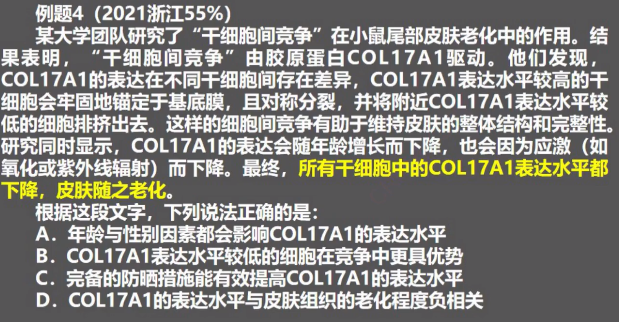 例题4（2021浙江55%）
某大学团队研究了“干细胞间竞争”在小鼠尾部皮肤老化中的作用。结
果表明，“干细胞间竞争”由胶原蛋白COL17A1驱动。他们发现，
COL17A1的表达在不同干细胞间存在差异，COL17A1表达水平较高的干
细胞会牢固地锚定于基底膜，且对称分裂，并将附近COL17A1表达水平较
低的细胞排挤出去。这样的细胞间竞争有助于维持皮肤的整体结构和完整性。
研究同时显示，COL17A1的表达会随年龄增长而下降，也会因为应激（如
氧化或紫外线辐射）而下降。最终，所有干细胞中的COL17A1表达水平都
下降，皮肤随之老化。
根据这段文字，下列说法正确的是：
A．年龄与性别因素都会影响COL17A1的表达水平
B．COL17A1表达水平较低的细胞在竞争中更具优势
C．完备的防晒措施能有效提高COL17A1的表达水平
D．COL17A1的表达水平与皮肤组织的老化程度负相关